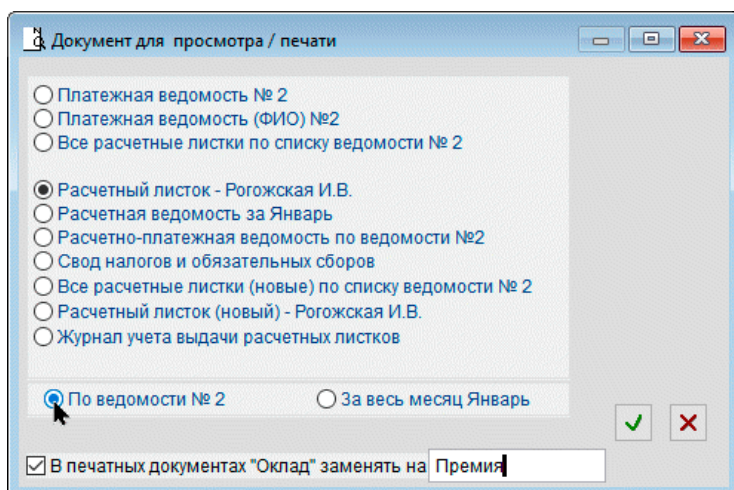 Документ для просмотра / печати
Платежная ведомость № 2
Платежная ведомость (ФИО) №2
Все расчетные листки по списку ведомости № 2
Расчетный листок - Рогожская И.В.
Расчетная ведомость за Январь
Расчетно-платежная ведомость по ведомости №2
Свод налогов и обязательных сборов
Все расчетные листки (новые) по списку ведомости № 2
Расчетный листок (новый) - Рогожская И.В.
Журнал учета выдачи расчетных листков
По ведомости № 2 За весь месяц Январь
В печатных документах "Оклад" заменять на Премия